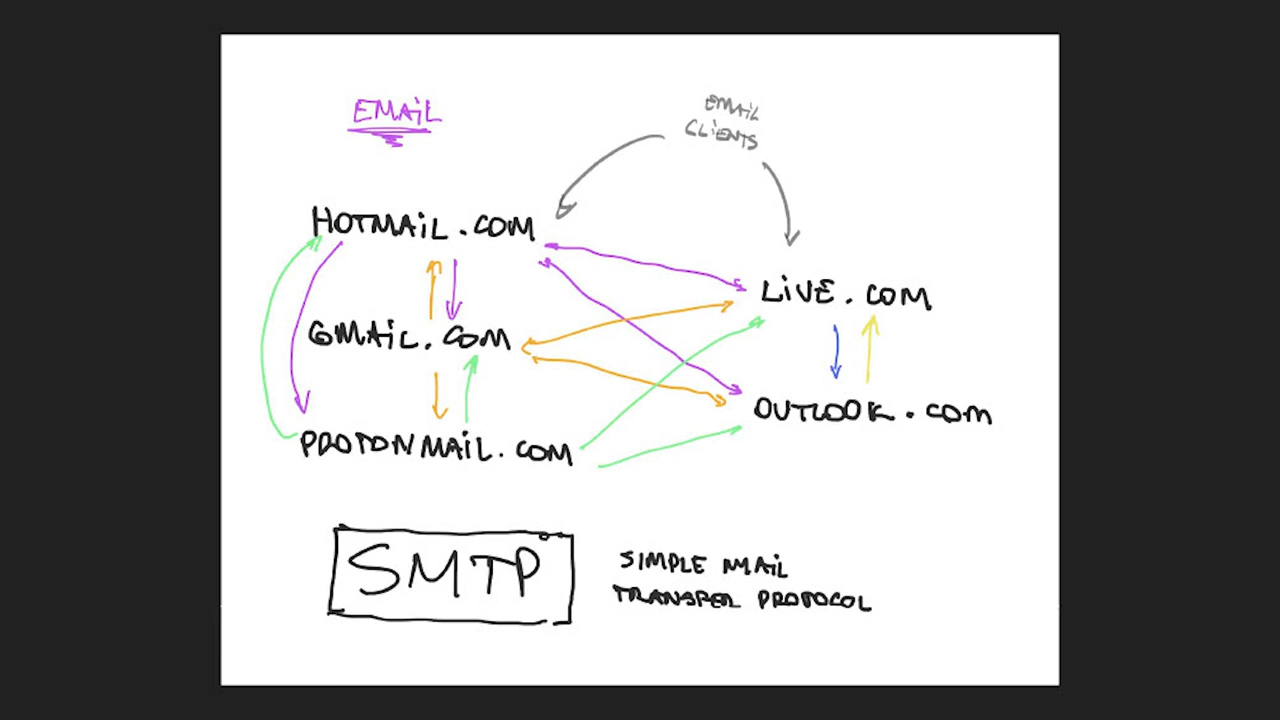 EMAiL
EMAiL
CLiENTS
HOTMAiL.COM
LiVE.COM
GMAiL.COM
OUTLOOK.COM
PROTONMAiL.COM
SMTP
SIMPLE MAiL
TRANSFER PROTOCOL